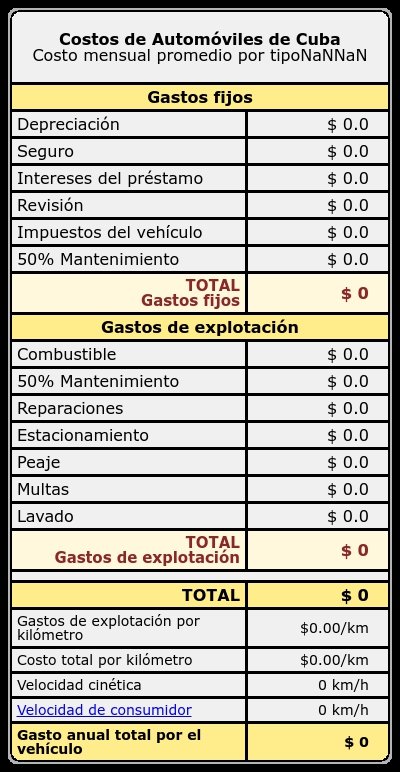 Costos de Automóviles de Cuba
Costo mensual promedio por tipoNaNNaN
Gastos fijos
Depreciación $ 0.0
Seguro $ 0.0
Intereses del préstamo $ 0.0
Revisión $ 0.0
Impuestos del vehículo $ 0.0
50% Mantenimiento $ 0.0
TOTAL
Gastos fijos $ 0
Gastos de explotación
Combustible $ 0.0
50% Mantenimiento $ 0.0
Reparaciones $ 0.0
Estacionamiento $ 0.0
Peaje $ 0.0
Multas $ 0.0
Lavado $ 0.0
TOTAL
Gastos de explotación $ 0
TOTAL $ 0
Gastos de explotación por
kilómetro $0.00/km
Costo total por kilómetro $0.00/km
Velocidad cinética 0 km/h
Velocidad de consumidor 0 km/h
Gasto anual total por el
vehículo $ 0